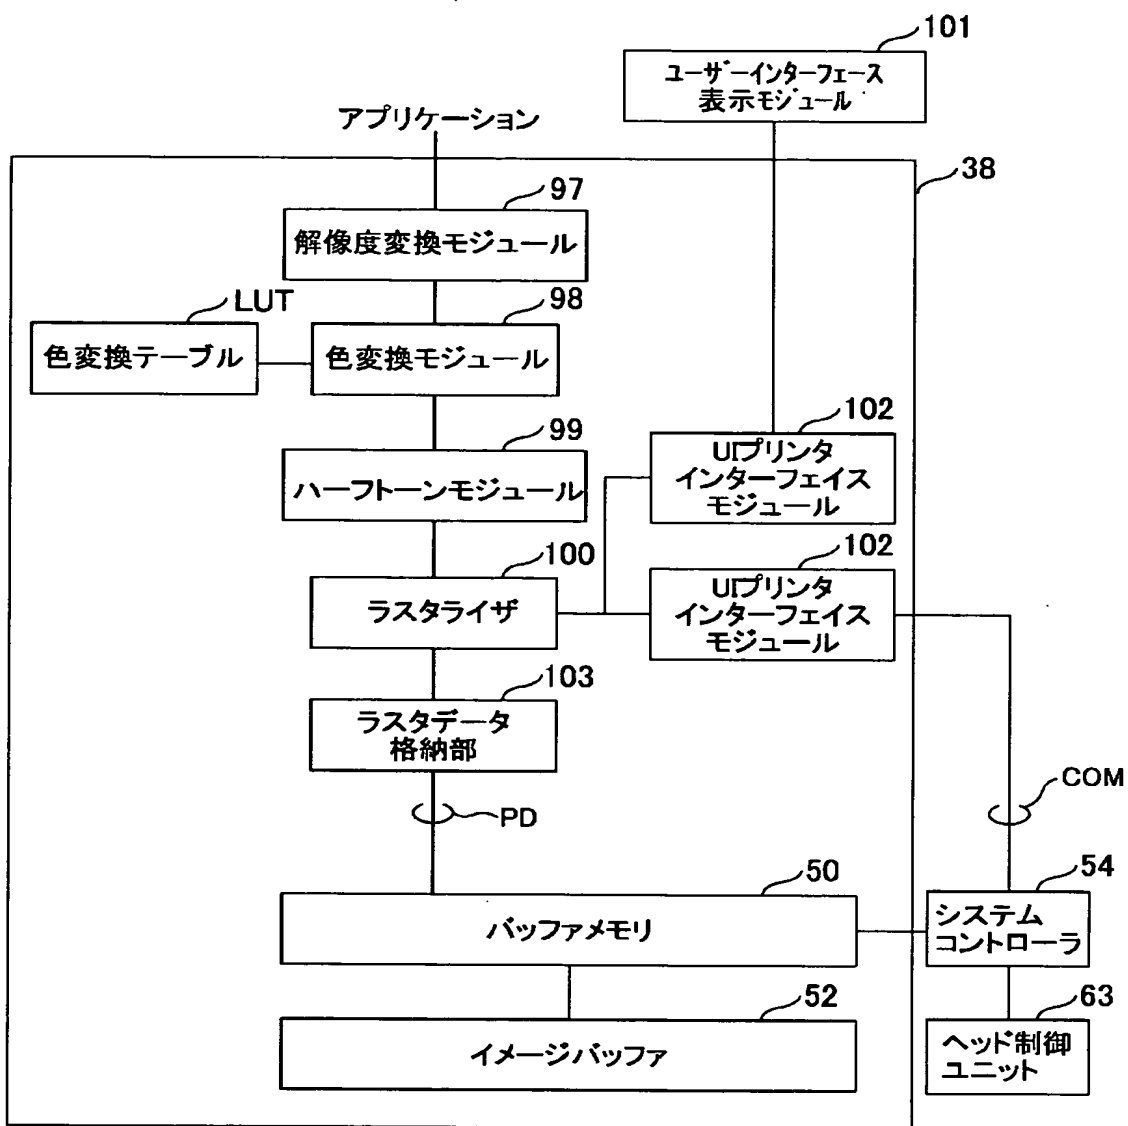 101
ユーザーインターフェース
表示モジュール
アプリケーション
38
97
解像度変換モジュール
LUT
98
色変換テーブル
色変換モジュール
102
99
UIプリンタ
インターフェイス
モジュール
ハーフトーンモジュール
100
102
ラスタライザ
UIプリンタ
インターフェイス
モジュール
103
ラスタデータ
格納部
PD
COM
50
54
バッファメモリ
システム
コントローラ
52
63
イメージバッファ
ヘッド制御
ユニット